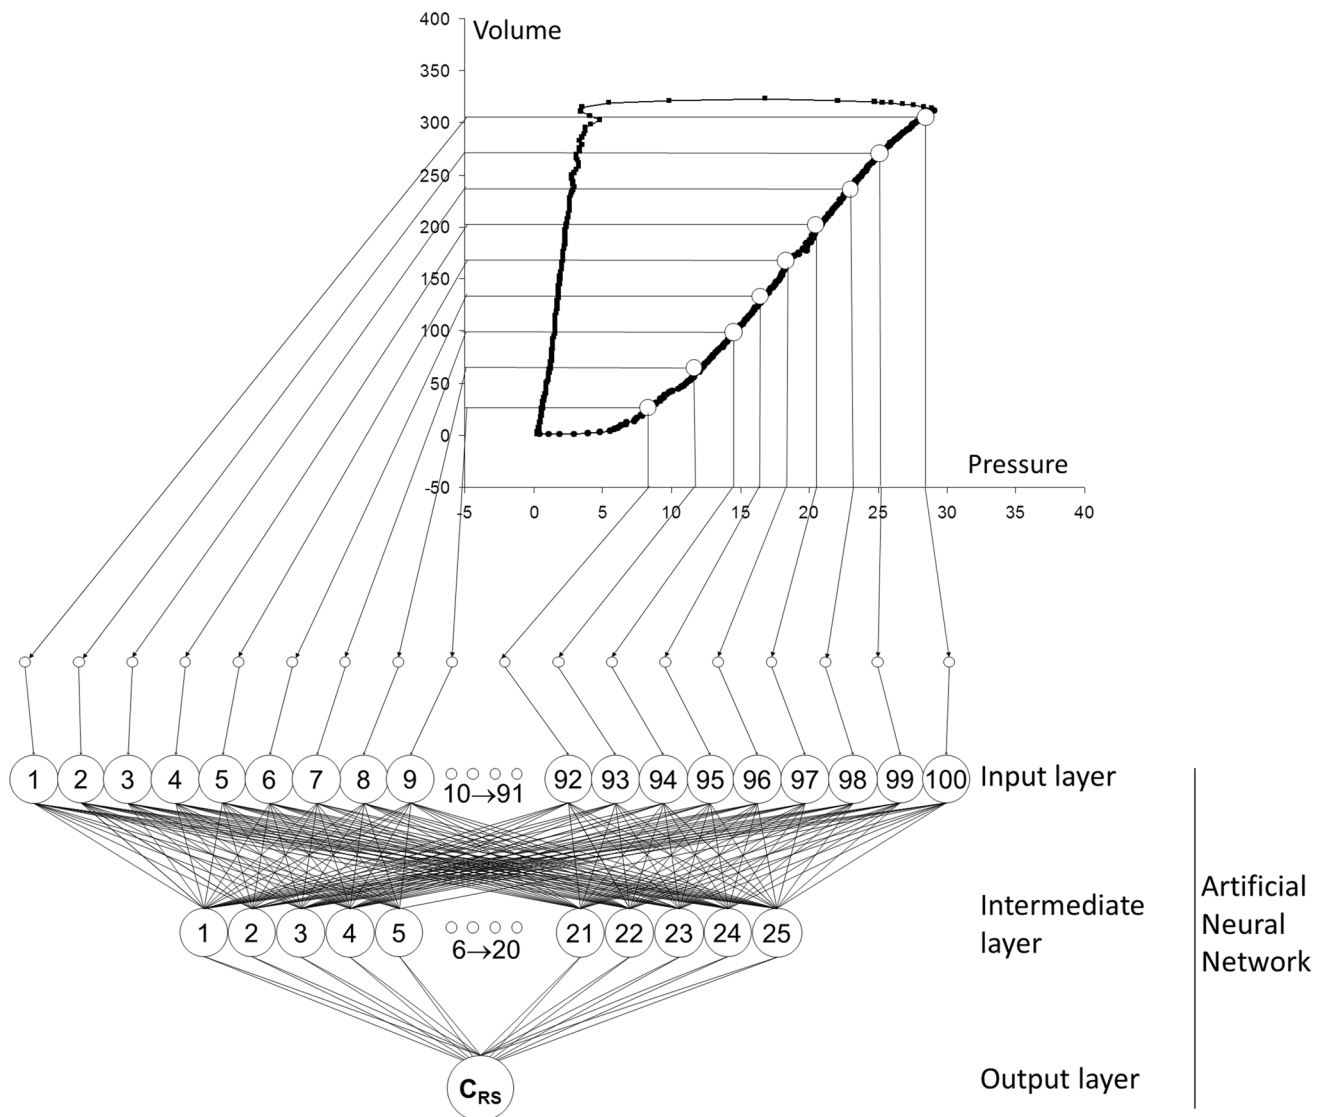 400
Volume
350
300
250
200
150
100
50
0
Pressure
-50
-5 0 5 10 15 20 25 30 35 40
1 2 3 4 5 6 7 8 9 10→91 92 93 94 95 96 97 98 99 100 Input layer
1 2 3 4 5 6→20 21 22 23 24 25
Intermediate
layer
Artificial
Neural
Network
C_RS
Output layer